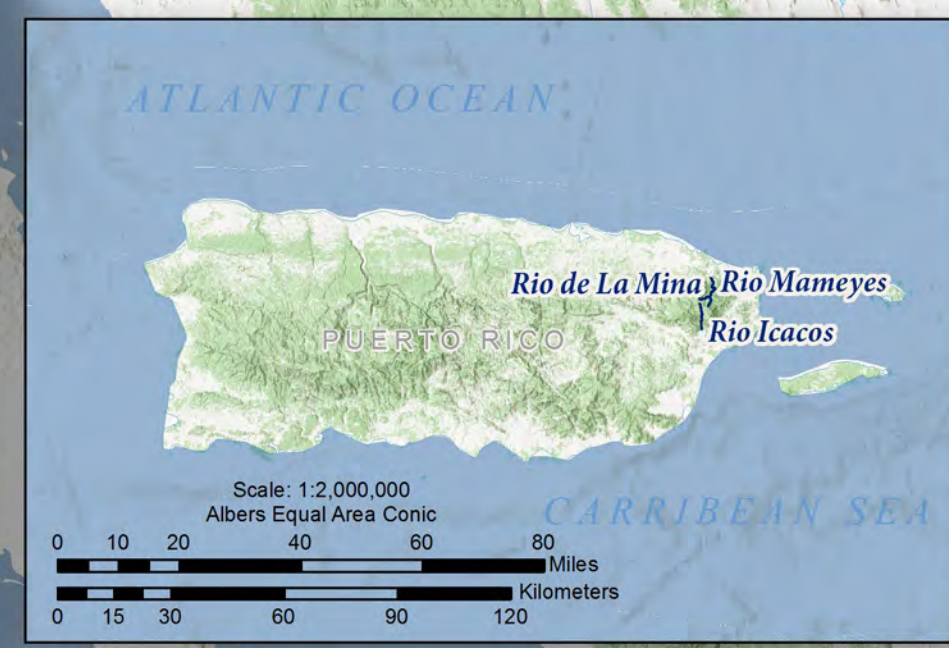 ATLANTIC OCEAN
Rio de La Mina Rio Mameyes
Rio Icacos
PUERTO RICO
CARRIBEAN SEA
Scale: 1:2,000,000
Albers Equal Area Conic
0 10 20 40 60 80
Miles
Kilometers
0 15 30 60 90 120